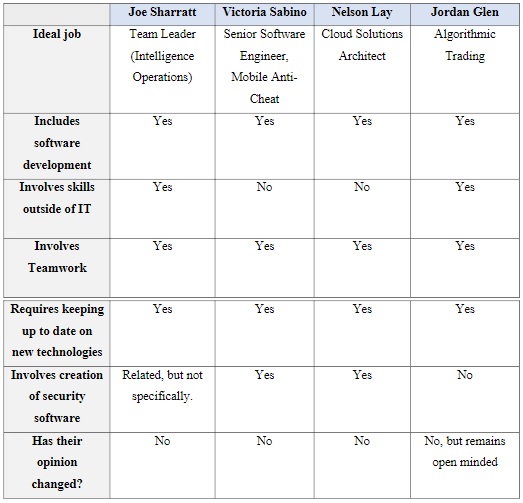 Joe Sharratt Victoria Sabino Nelson Lay Jordan Glen
Ideal job Team Leader Senior Software Cloud Solutions Algorithmic
(Intelligence Engineer, Architect Trading
Operations) Mobile Anti-
Cheat
Includes Yes Yes Yes Yes
software
development
Involves skills Yes No No Yes
outside of IT
Involves Yes Yes Yes Yes
Teamwork
Requires keeping Yes Yes Yes Yes
up to date on
new technologies
Involves creation Related, but not Yes Yes No
of security specifically.
software
Has their No No No No, but remains
opinion open minded
changed?